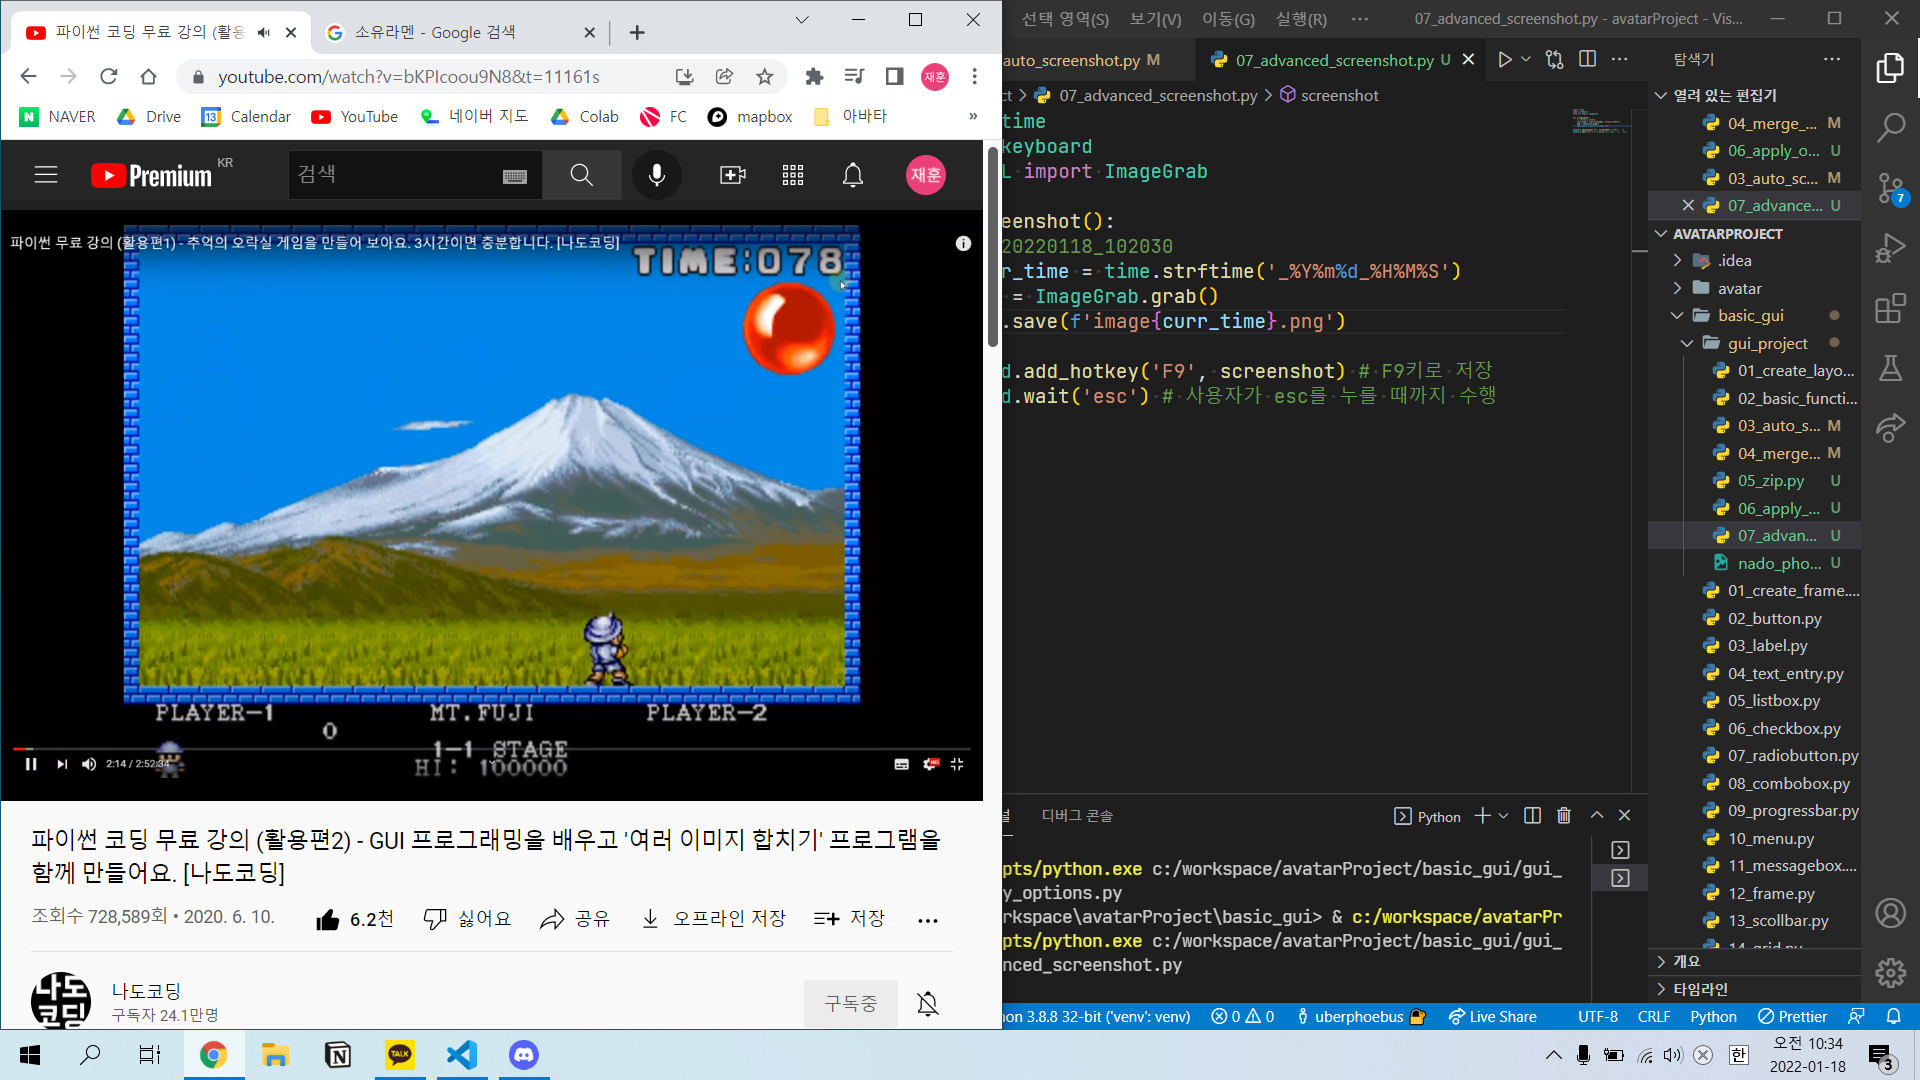 파이썬 코딩 무료 강의 (활용
소유라멘 - Google 검색
youtube.com/watch?v=bKPIcoou9N8&t=11161s
재훈
NAVER
Drive
Calendar
YouTube
네이버 지도
Colab
FC
mapbox
아바타
Premium KR
검색
재훈
파이썬 무료 강의 (활용편1) - 추억의 오락실 게임을 만들어 보아요. 3시간이면 충분합니다. [나도코딩]
TIME:078
PLAYER-1
MT.FUJI
PLAYER-2
0
1-1 STAGE
HI: 100000
2:14 / 2:52:34
파이썬 코딩 무료 강의 (활용편2) - GUI 프로그래밍을 배우고 '여러 이미지 합치기' 프로그램을
함께 만들어요. [나도코딩]
조회수 728,589회 • 2020. 6. 10.
6.2천
싫어요
공유
오프라인 저장
저장
나도코딩
구독자 24.1만명
구독중
선택 영역(S)
보기(V)
이동(G)
실행(R)
07_advanced_screenshot.py - avatarProject - Vis...
auto_screenshot.py M
07_advanced_screenshot.py U
07_advanced_screenshot.py > screenshot
time
keyboard
L import ImageGrab
eenshot():
20220118_102030
r_time = time.strftime('_%Y%m%d_%H%M%S')
= ImageGrab.grab()
.save(f'image{curr_time}.png')
d.add_hotkey('F9', screenshot) # F9키로 저장
d.wait('esc') # 사용자가 esc를 누를 때까지 수행
디버그 콘솔
Python
pts/python.exe c:/workspace/avatarProject/basic_gui/gui_
y_options.py
rkspace\avatarProject\basic_gui> & c:/workspace/avatarPr
pts/python.exe c:/workspace/avatarProject/basic_gui/gui_
nced_screenshot.py
탐색기
열려 있는 편집기
04_merge_... M
06_apply_o... U
03_auto_sc... M
07_advance... U
AVATARPROJECT
.idea
avatar
basic_gui
gui_project
01_create_layo...
02_basic_functi...
03_auto_s... M
04_merge... M
05_zip.py U
06_apply_... U
07_advan... U
nado_pho... U
01_create_frame....
02_button.py
03_label.py
04_text_entry.py
05_listbox.py
06_checkbox.py
07_radiobutton.py
08_combobox.py
09_progressbar.py
10_menu.py
11_messagebox....
12_frame.py
13_scollbar.py
14_grid.py
개요
타임라인
7
hon 3.8.8 32-bit ('venv': venv)
0 0
uberphoebus
Live Share
UTF-8
CRLF
Python
Prettier
TALK
한
오전 10:34
2022-01-18
3